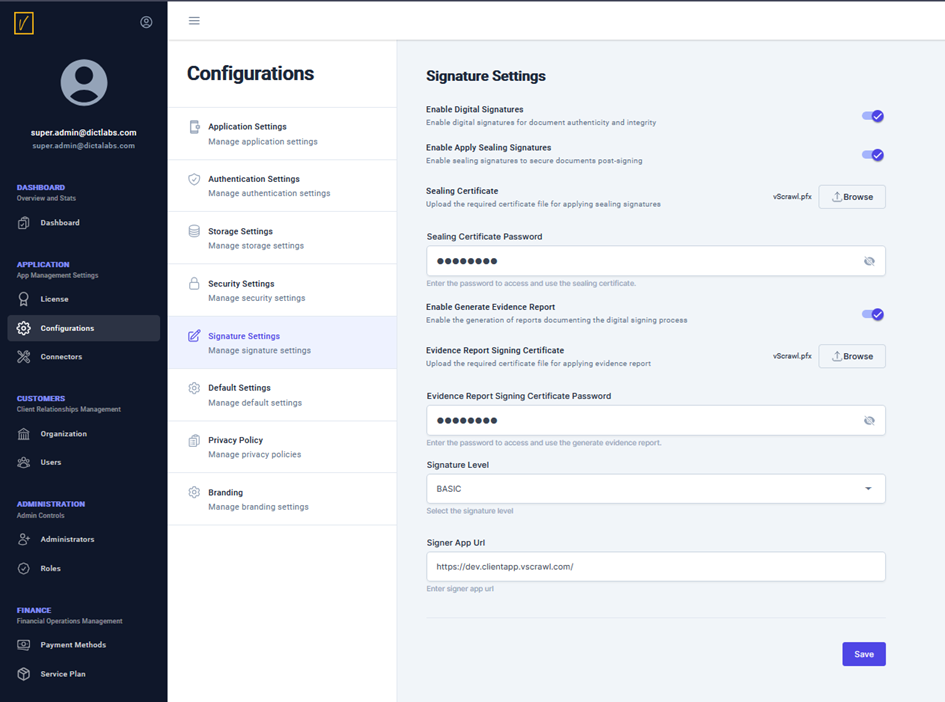 super.admin@dictlabs.com
super.admin@dictalabs.com
DASHBOARD
Overview and Stats
Dashboard
APPLICATION
App Management Settings
License
Configurations
Connectors
CUSTOMERS
Client Relationships Management
Organization
Users
ADMINISTRATION
Admin Controls
Administrators
Roles
FINANCE
Financial Operations Management
Payment Methods
Service Plan
Configurations
Application Settings
Manage application settings
Authentication Settings
Manage authentication settings
Storage Settings
Manage storage settings
Security Settings
Manage security settings
Signature Settings
Manage signature settings
Default Settings
Manage default settings
Privacy Policy
Manage privacy policies
Branding
Manage branding settings
Signature Settings
Enable Digital Signatures
Enable digital signatures for document authenticity and integrity
Enable Apply Sealing Signatures
Enable sealing signatures to secure documents post-signing
Sealing Certificate
Upload the required certificate file for applying sealing signatures
vScrawl.pfx
Browse
Sealing Certificate Password
●●●●●●●●
Enter the password to access and use the sealing certificate.
Enable Generate Evidence Report
Enable the generation of reports documenting the digital signing process
Evidence Report Signing Certificate
Upload the required certificate file for applying evidence report
vScrawl.pfx
Browse
Evidence Report Signing Certificate Password
●●●●●●●●
Enter the password to access and use the generate evidence report.
Signature Level
BASIC
Select the signature level
Signer App Url
https://dev.clientapp.vscrawl.com/
Enter signer app url
Save